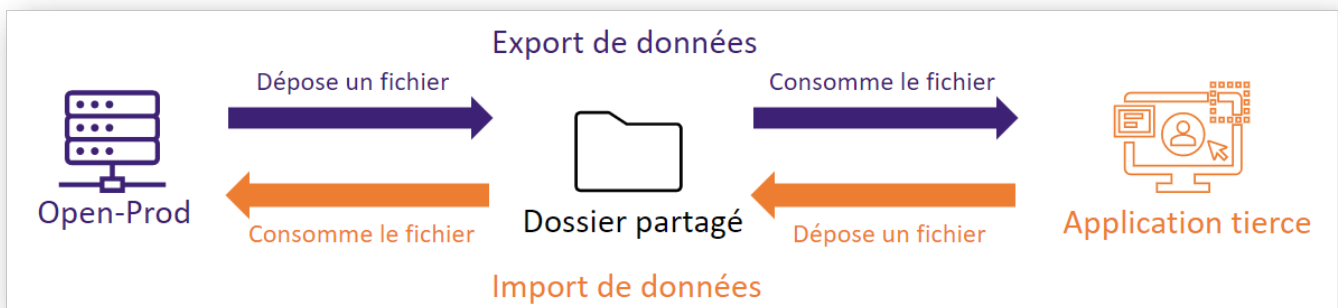 Export de données
Dépose un fichier
Consomme le fichier
Open-Prod
Dossier partagé
Application tierce
Consomme le fichier
Dépose un fichier
Import de données